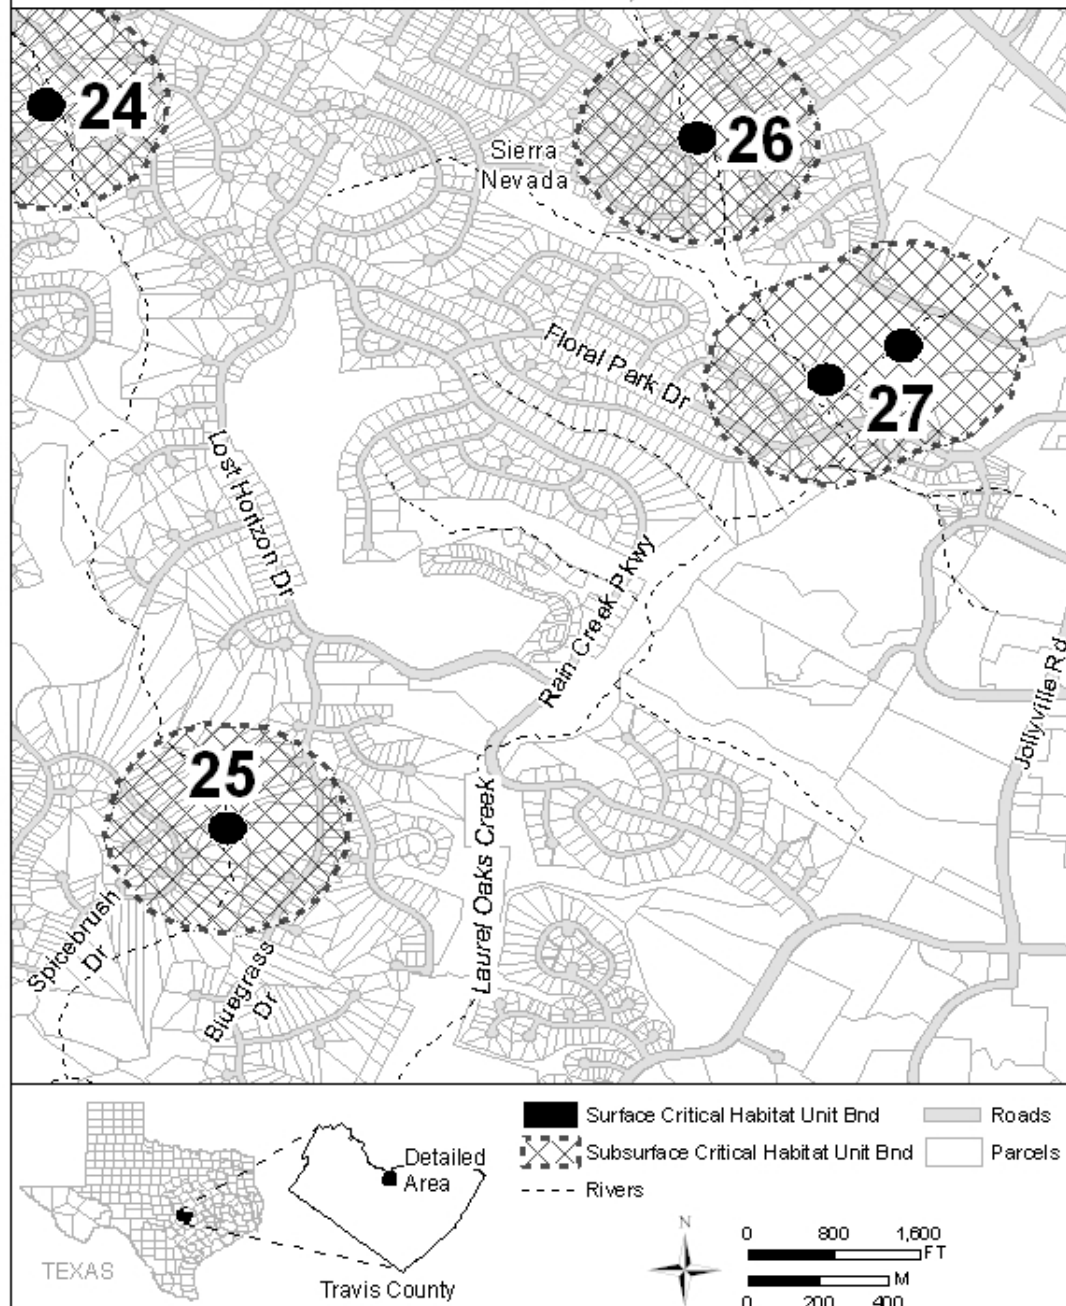 24
26
Sierra
Nevada
Floral Park Dr
27
Lost Horizon Dr
Rain Creek Pkwy
Jollyville Rd
25
Laurel Oaks Creek
Spicebrush
Dr
Bluegrass
Dr
Surface Critical Habitat Unit Bnd
Roads
Subsurface Critical Habitat Unit Bnd
Parcels
Rivers
Detailed
Area
TEXAS
Travis County
N
0 800 1,600
FT
M
0 200 400